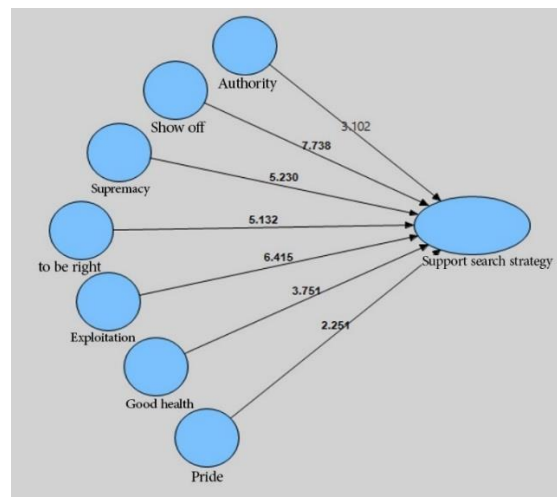 Authority
3.102
Show off
7.738
Supremacy
5.230
to be right
5.132
Support search strategy
Exploitation
6.415
Good health
3.751
Pride
2.251